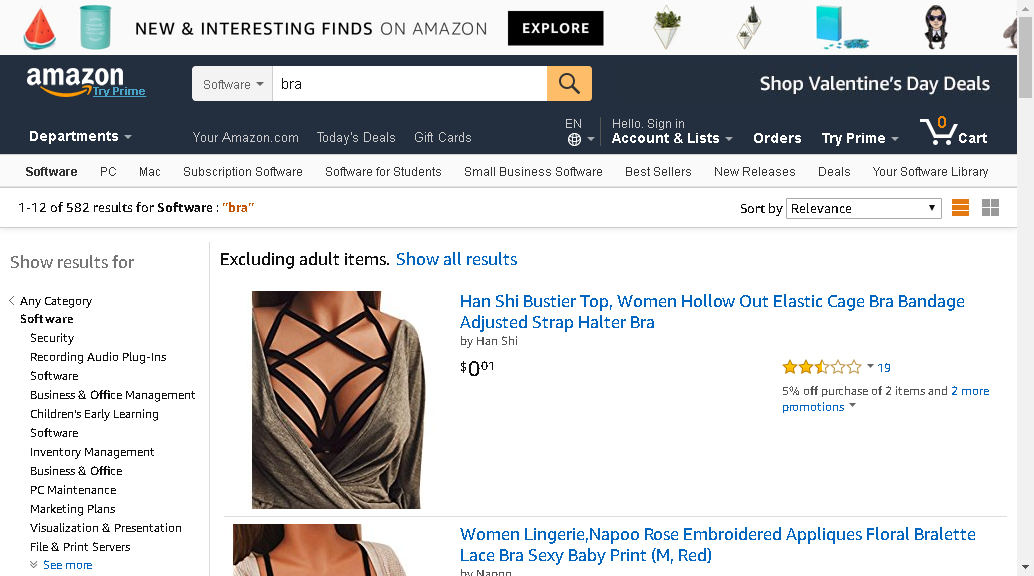 NEW & INTERESTING FINDS ON AMAZON EXPLORE
amazon
Try Prime
Software bra
Shop Valentine's Day Deals
Departments
Your Amazon.com Today's Deals Gift Cards
EN
Hello. Sign in
Account & Lists Orders Try Prime 0 Cart
Software PC Mac Subscription Software Software for Students Small Business Software Best Sellers New Releases Deals Your Software Library
1-12 of 582 results for Software : "bra"
Sort by Relevance
Show results for
Any Category
Software
Security
Recording Audio Plug-Ins
Software
Business & Office Management
Children's Early Learning
Software
Inventory Management
Business & Office
PC Maintenance
Marketing Plans
Visualization & Presentation
File & Print Servers
See more
Excluding adult items. Show all results
Han Shi Bustier Top, Women Hollow Out Elastic Cage Bra Bandage
Adjusted Strap Halter Bra
by Han Shi
$0.01
19
5% off purchase of 2 items and 2 more
promotions
Women Lingerie,Napoo Rose Embroidered Appliques Floral Bralette
Lace Bra Sexy Baby Print (M, Red)
by Napoo